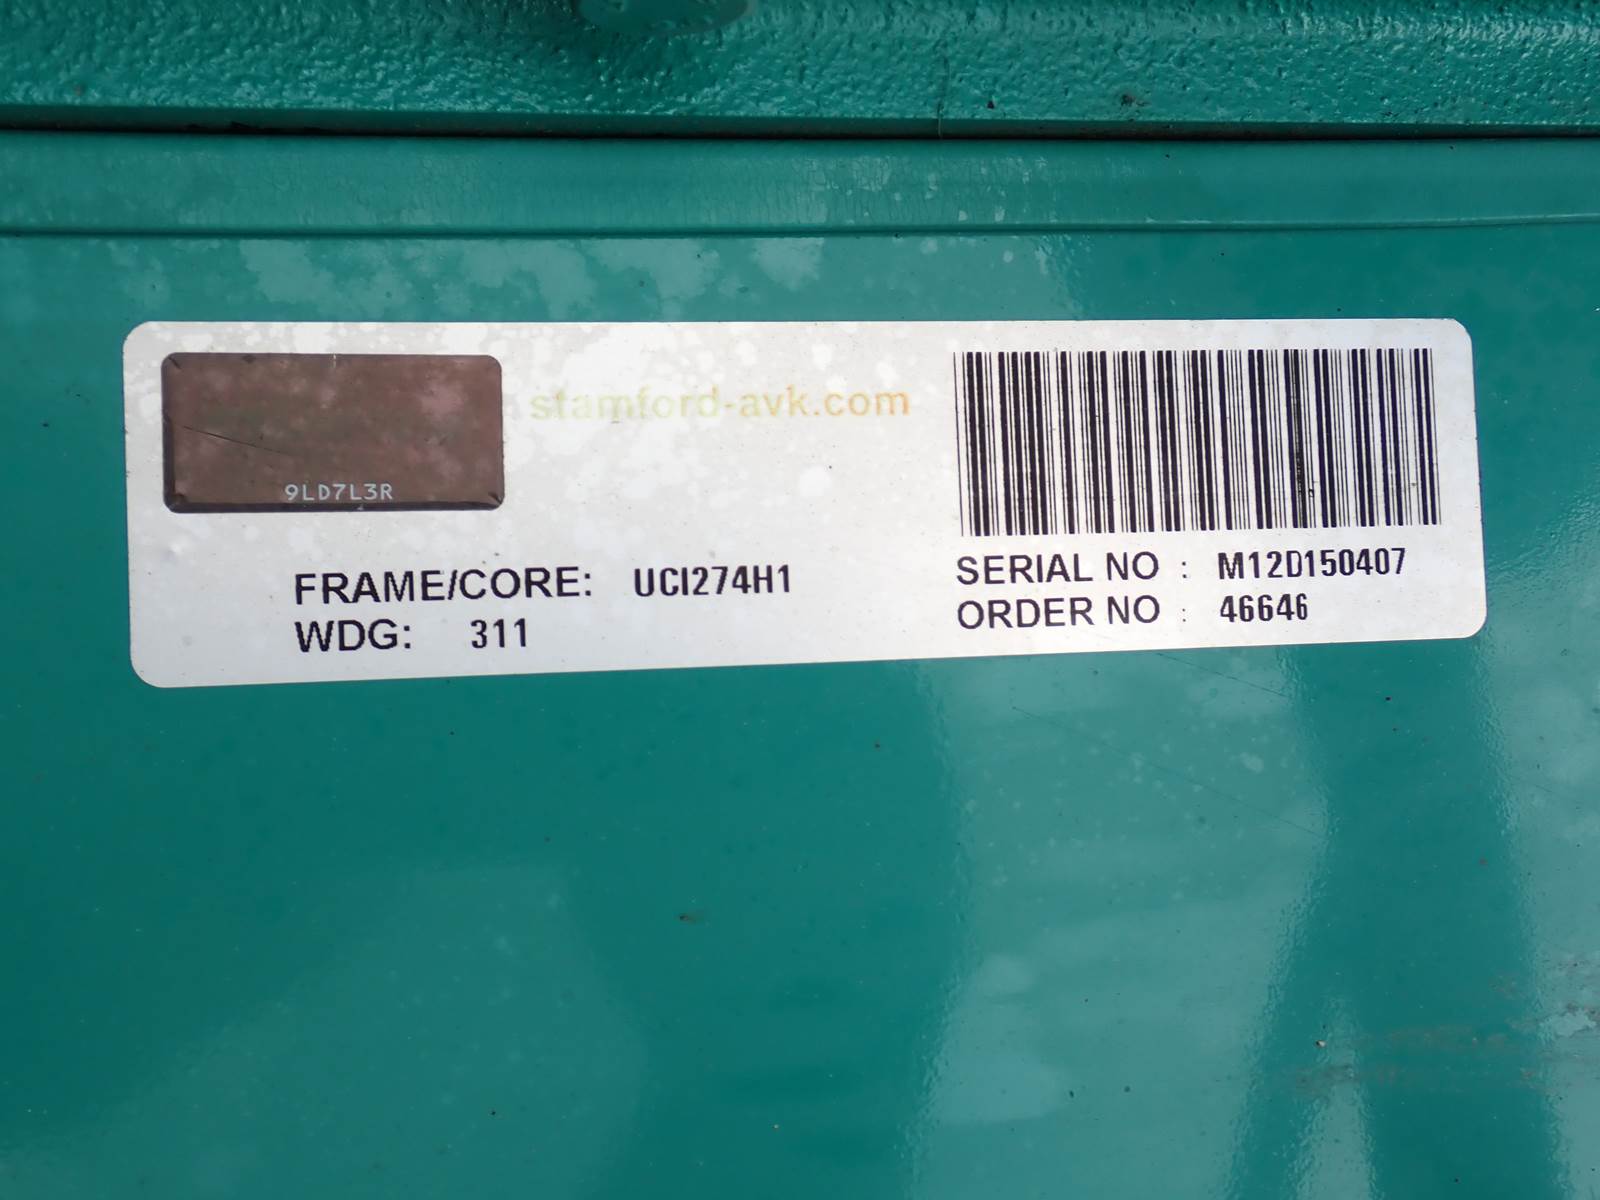 stamford-avk.com
9LD7L3R
FRAME/CORE: UCI274H1
WDG: 311
SERIAL NO : M12D150407
ORDER NO : 46646